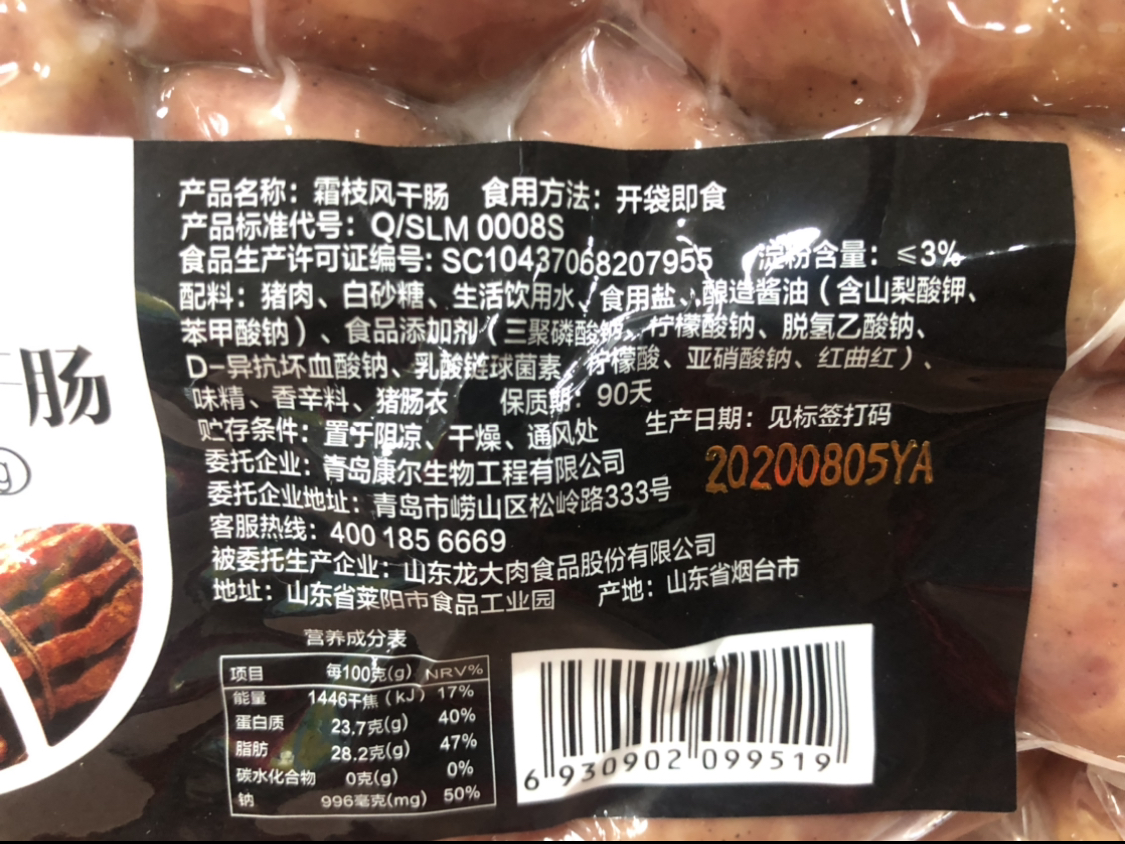 肠
g
产品名称：霜枝风干肠 食用方法：开袋即食
产品标准代号：Q/SLM 0008S
食品生产许可证编号：SC10437068207955 淀粉含量：≤3%
配料：猪肉、白砂糖、生活饮用水、食用盐、酿造酱油（含山梨酸钾、
苯甲酸钠）、食品添加剂（三聚磷酸钠、柠檬酸钠、脱氢乙酸钠、
D-异抗坏血酸钠、乳酸链球菌素、柠檬酸、亚硝酸钠、红曲红）、
味精、香辛料、猪肠衣 保质期：90天
贮存条件：置于阴凉、干燥、通风处 生产日期：见标签打码
20200805YA
委托企业：青岛康尔生物工程有限公司
委托企业地址：青岛市崂山区松岭路333号
客服热线：400 185 6669
被委托生产企业：山东龙大肉食品股份有限公司
地址：山东省莱阳市食品工业园 产地：山东省烟台市
营养成分表
项目 每100克(g) NRV%
能量 1446千焦（KJ） 17%
蛋白质 23.7克(g) 40%
脂肪 28.2克(g) 47%
碳水化合物 0克(g) 0%
钠 996毫克(mg) 50%
6 930902 099519